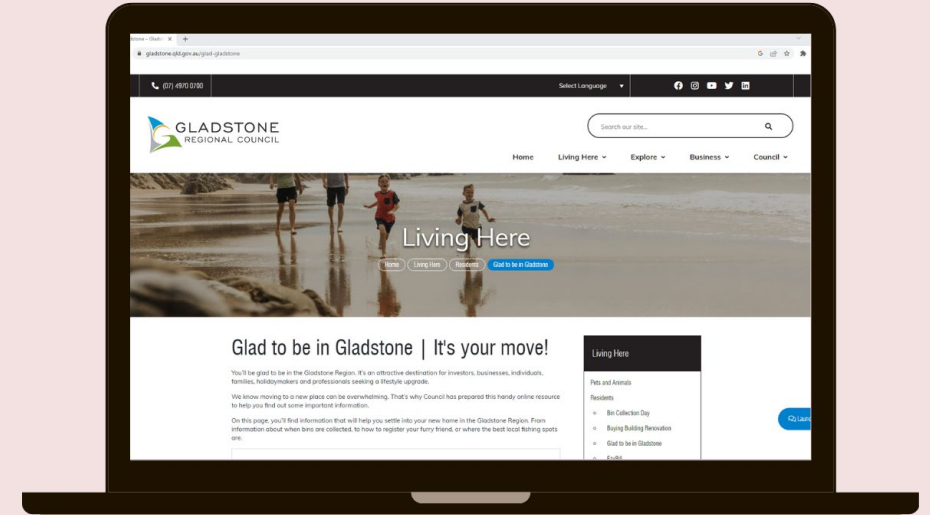 gladstone.qld.gov.au/glad-gladstone
(07) 4970 0700
Select Language
GLADSTONE
REGIONAL COUNCIL
Search our site...
Home Living Here Explore Business Council
Living Here
Home Living Here Residents Glad to be in Gladstone
Glad to be in Gladstone | It's your move!
You'll be glad to be in the Gladstone Region. It's an attractive destination for investors, businesses, individuals,
families, holidaymakers and professionals seeking a lifestyle upgrade.
We know moving to a new place can be overwhelming. That's why Council has prepared this handy online resource
to help you find out some important information.
On this page, you'll find information that will help you settle into your new home in the Gladstone Region. From
information about when bins are collected, to how to register your furry friend, or where the best local fishing spots
are.
Living Here
Pets and Animals
Residents
Bin Collection Day
Buying Building Renovation
Glad to be in Gladstone